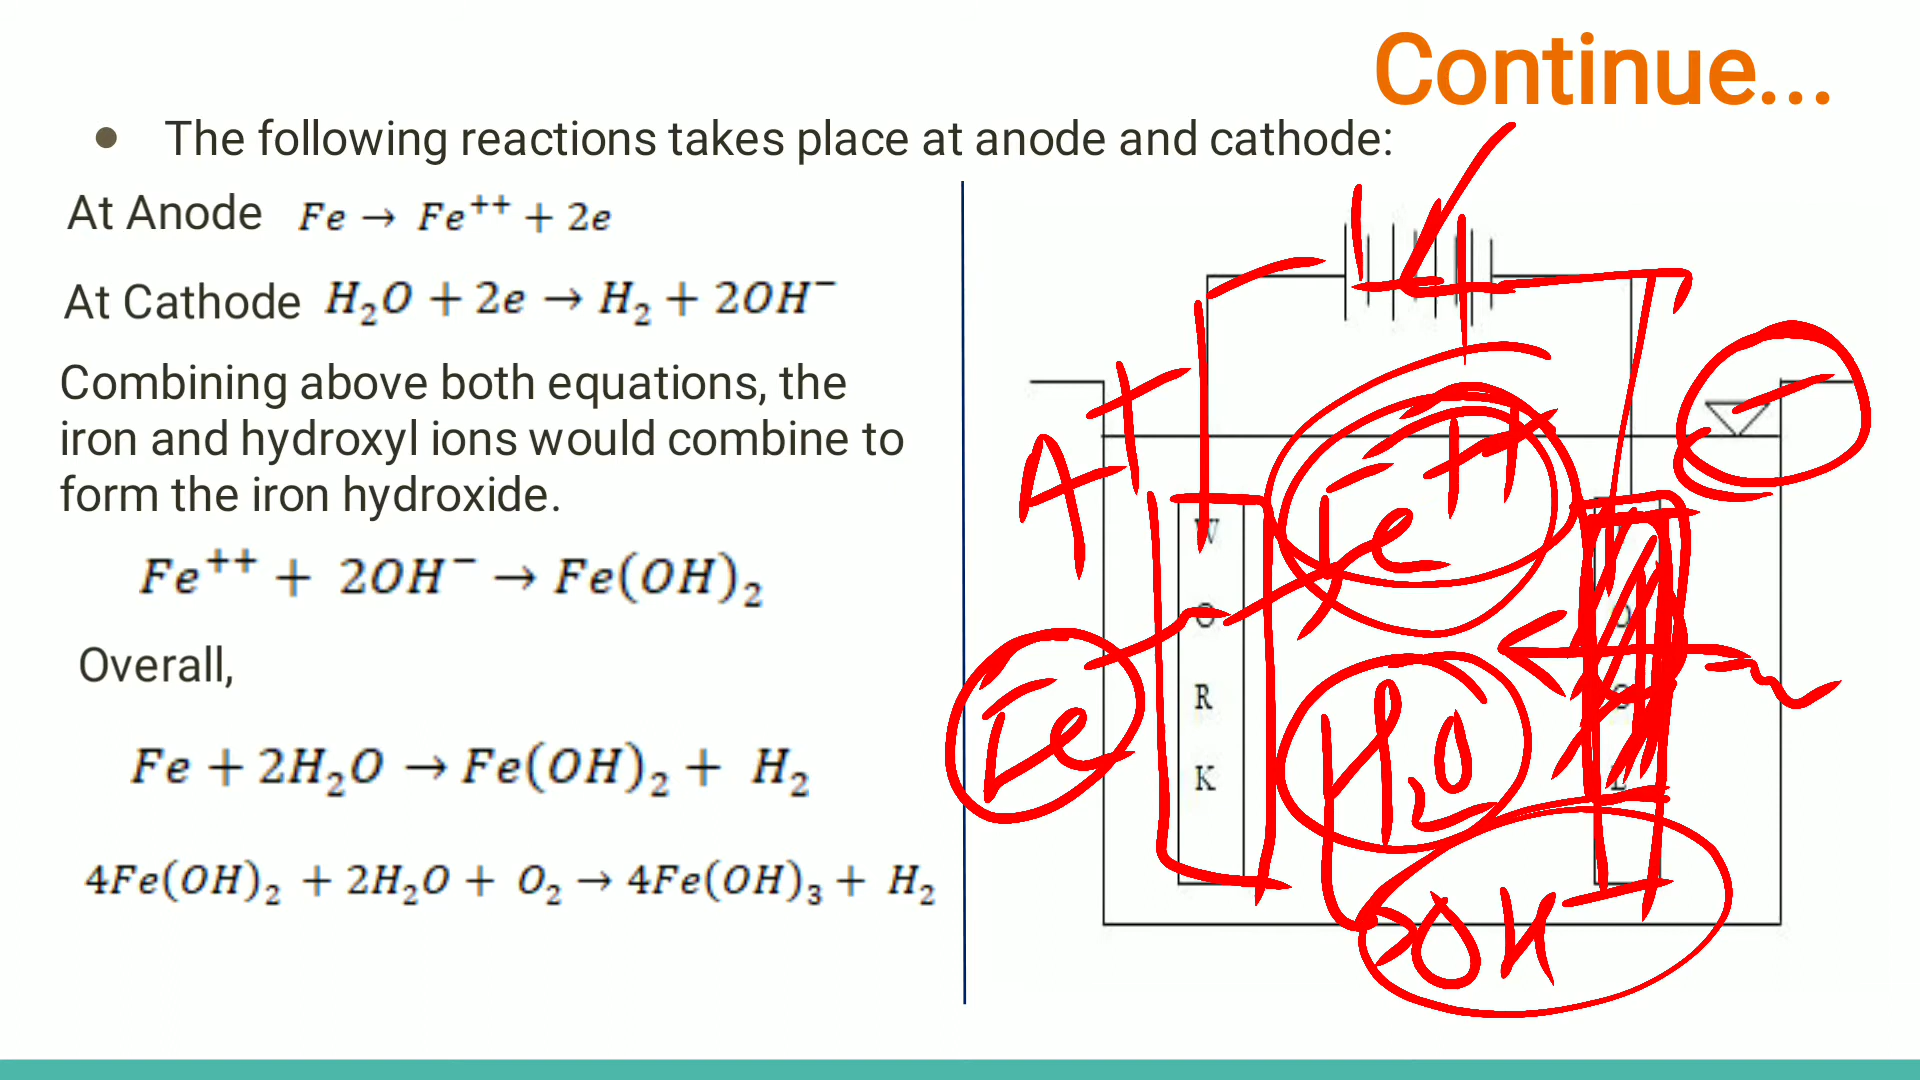 Continue...
● The following reactions takes place at anode and cathode:
At Anode Fe → Fe⁺⁺ + 2e
At Cathode H₂O + 2e → H₂ + 2OH⁻
Combining above both equations, the
iron and hydroxyl ions would combine to
form the iron hydroxide.
Fe⁺⁺ + 2OH⁻ → Fe(OH)₂
Overall,
Fe + 2H₂O → Fe(OH)₂ + H₂
4Fe(OH)₂ + 2H₂O + O₂ → 4Fe(OH)₃ + H₂
A +
W
O
R
K
Fe
Fe++
H₂O
OH⁻
−
O
O
L